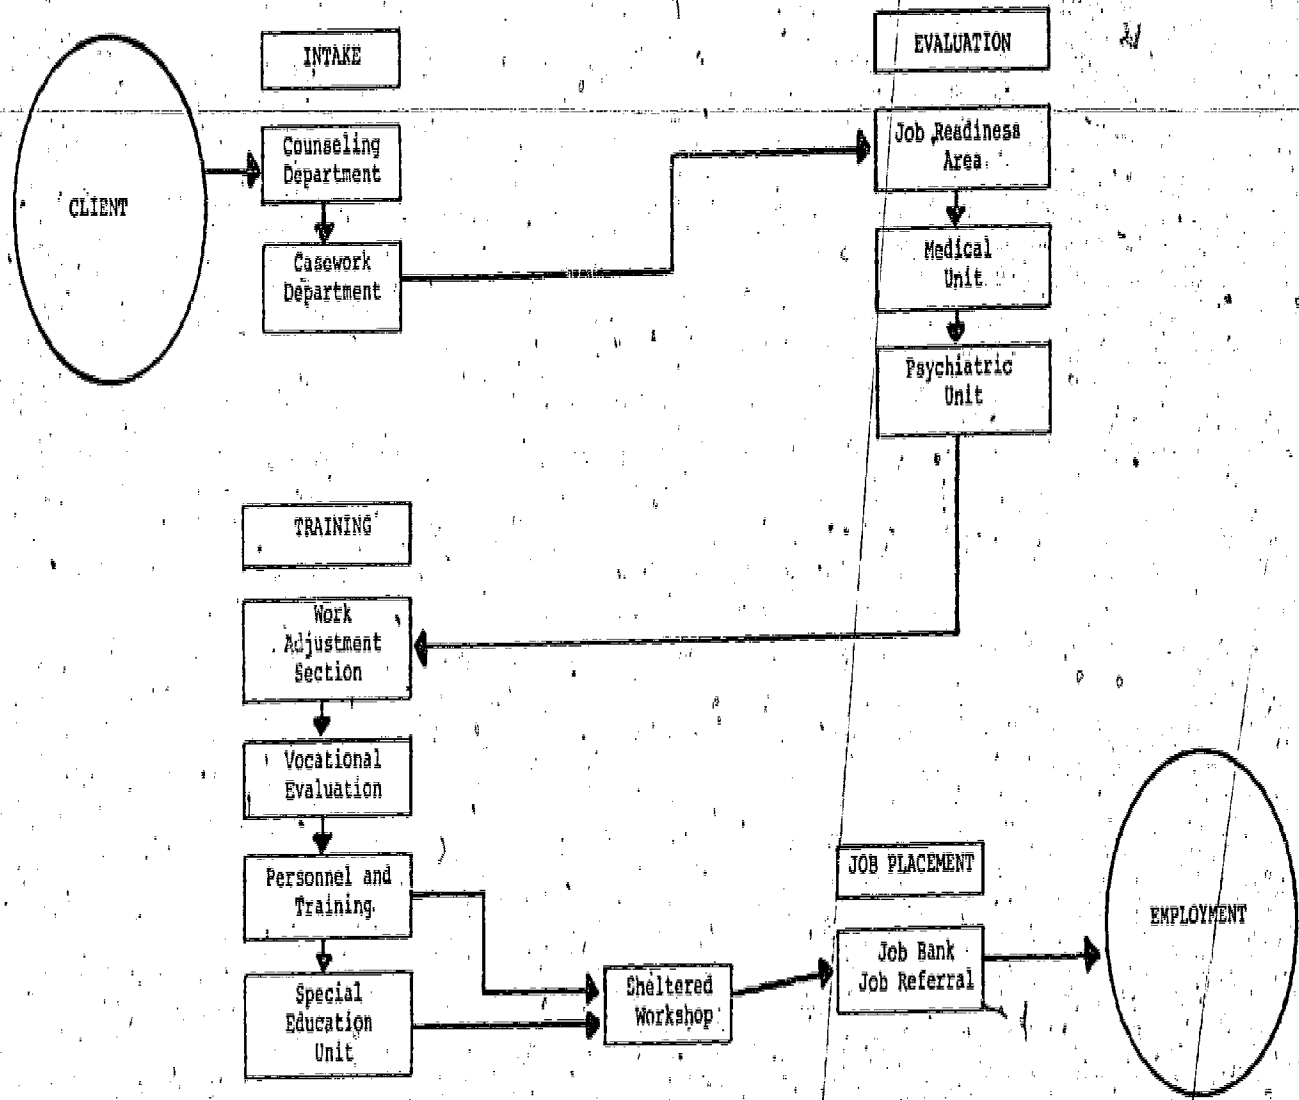 INTAKE
EVALUATION
Counseling
Department
Job Readiness
Area
CLIENT
Casework
Department
Medical
Unit
Psychiatric
Unit
TRAINING
Work
Adjustment
Section
Vocational
Evaluation
Personnel and
Training
JOB PLACEMENT
EMPLOYMENT
Job Bank
Job Referral
Special
Education
Unit
Sheltered
Workshop